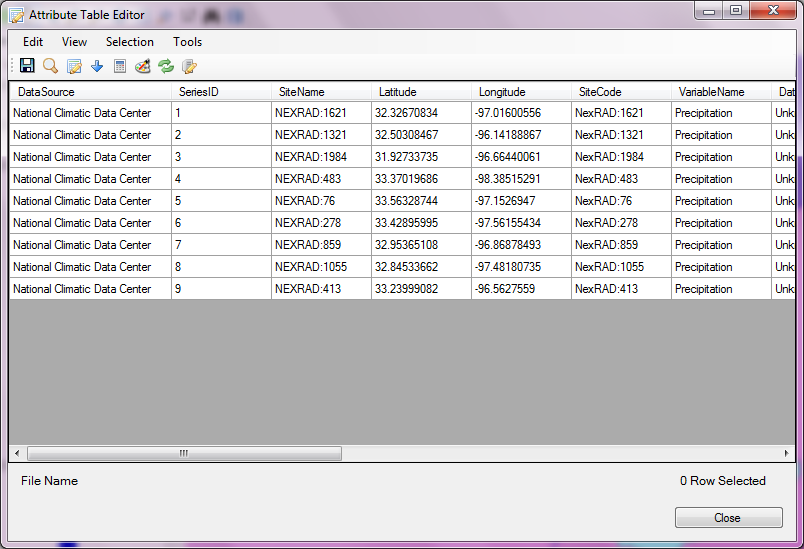 Attribute Table Editor
Edit View Selection Tools
DataSource SeriesID SiteName Latitude Longitude SiteCode VariableName Dat
National Climatic Data Center 1 NEXRAD:1621 32.32670834 -97.01600556 NexRAD:1621 Precipitation Unk
National Climatic Data Center 2 NEXRAD:1321 32.50308467 -96.14188867 NexRAD:1321 Precipitation Unk
National Climatic Data Center 3 NEXRAD:1984 31.92733735 -96.66440061 NexRAD:1984 Precipitation Unk
National Climatic Data Center 4 NEXRAD:483 33.37019686 -98.38515291 NexRAD:483 Precipitation Unk
National Climatic Data Center 5 NEXRAD:76 33.56328744 -97.1526947 NexRAD:76 Precipitation Unk
National Climatic Data Center 6 NEXRAD:278 33.42895995 -97.56155434 NexRAD:278 Precipitation Unk
National Climatic Data Center 7 NEXRAD:859 32.95365108 -96.86878493 NexRAD:859 Precipitation Unk
National Climatic Data Center 8 NEXRAD:1055 32.84533662 -97.48180735 NexRAD:1055 Precipitation Unk
National Climatic Data Center 9 NEXRAD:413 33.23999082 -96.5627559 NexRAD:413 Precipitation Unk
File Name 0 Row Selected
Close